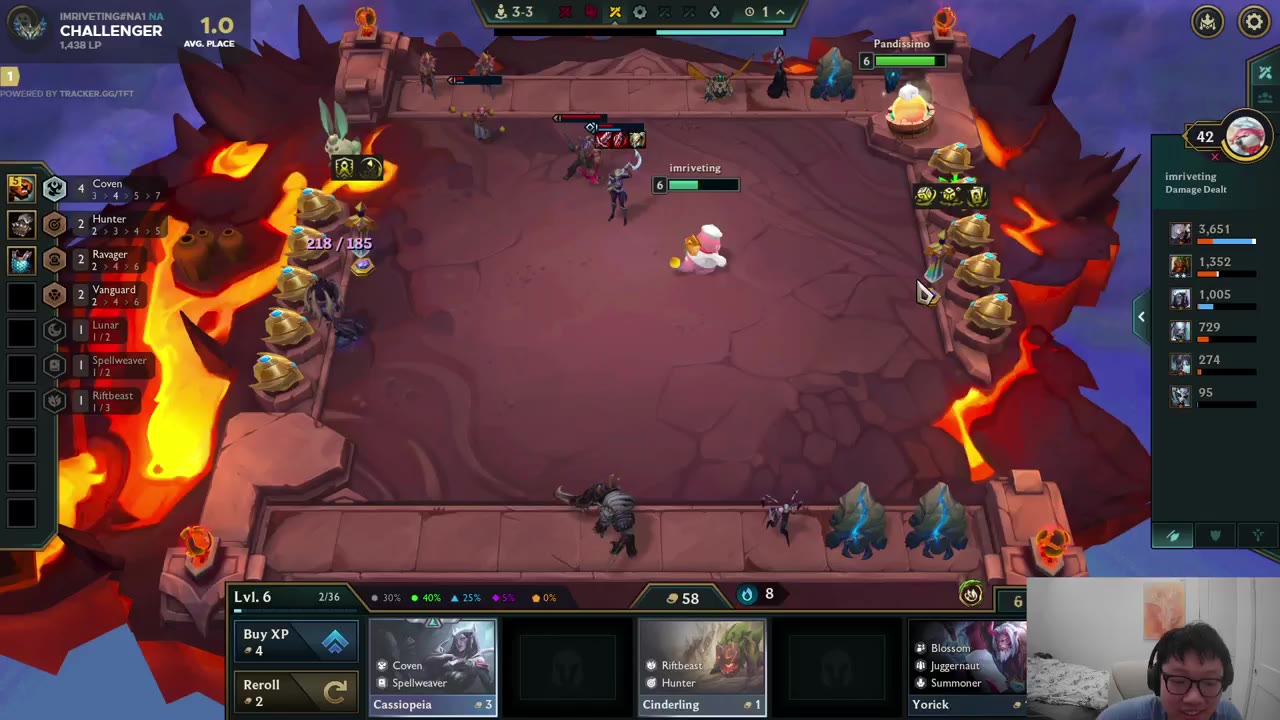 IMRIVETING#NA1 NA
CHALLENGER
1,438 LP
1.0
AVG. PLACE
1
POWERED BY TRACKER.GG/TFT
3-3
1
Pandissimo
6
imriveting
6
218 / 185
4 Coven
3 > 4 > 5 > 7
2 Hunter
2 > 3 > 4 > 5
2 Ravager
2 > 4 > 6
2 Vanguard
2 > 4 > 6
1 Lunar
1 / 2
1 Spellweaver
1 / 2
1 Riftbeast
1 / 3
42
imriveting
Damage Dealt
3,651
1,352
1,005
729
274
95
Lvl. 6
2/36
30%
40%
25%
5%
0%
58
8
6
Buy XP
4
Reroll
2
Coven
Spellweaver
Cassiopeia
3
Riftbeast
Hunter
Cinderling
1
Blossom
Juggernaut
Summoner
Yorick